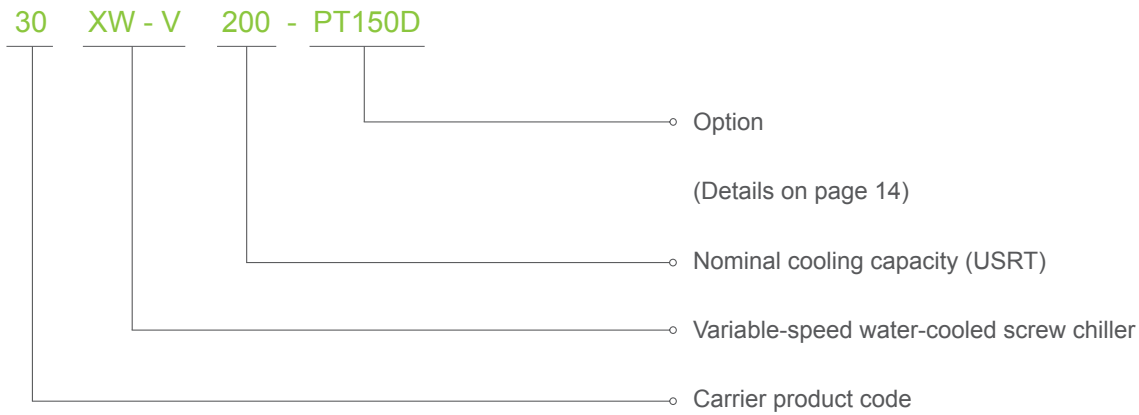 30 XW - V 200 - PT150D
Option
(Details on page 14)
Nominal cooling capacity (USRT)
Variable-speed water-cooled screw chiller
Carrier product code